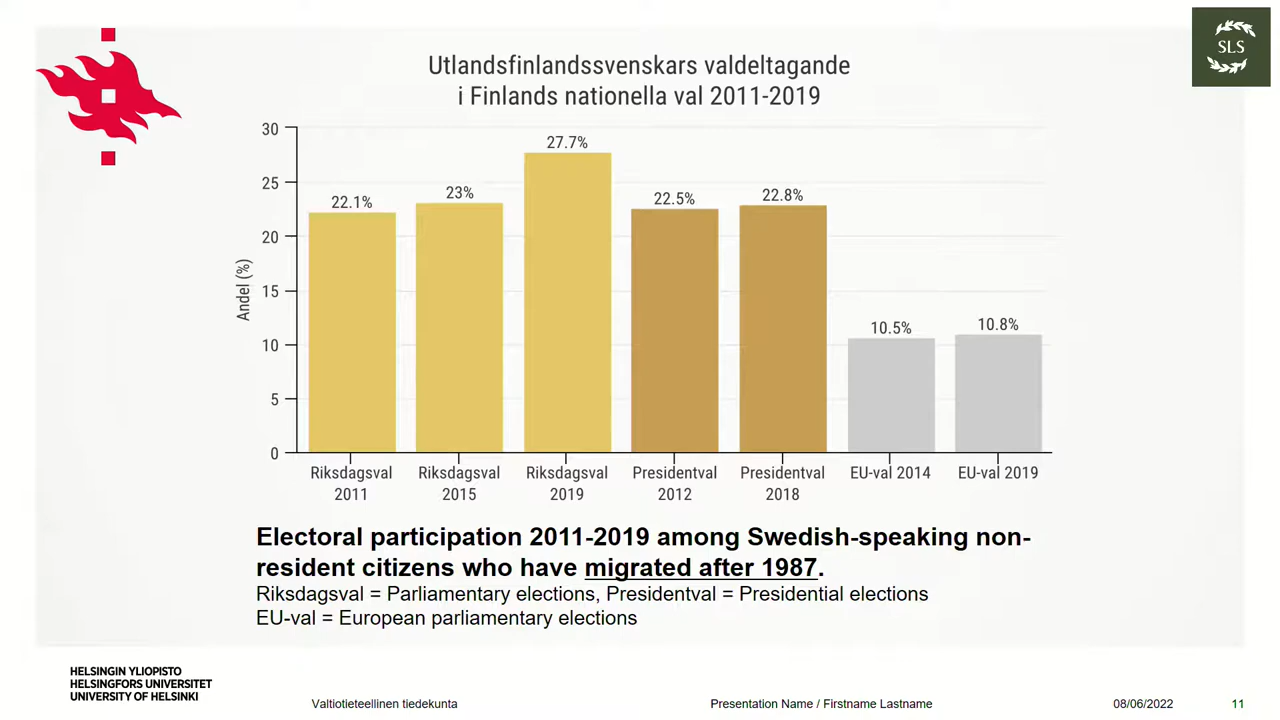 SLS
Utlandsfinlandssvenskars valdeltagande
i Finlands nationella val 2011-2019
Andel (%)
30
25
20
15
10
5
0
22.1%
23%
27.7%
22.5%
22.8%
10.5%
10.8%
Riksdagsval
2011
Riksdagsval
2015
Riksdagsval
2019
Presidentval
2012
Presidentval
2018
EU-val 2014
EU-val 2019
Electoral participation 2011-2019 among Swedish-speaking non-
resident citizens who have migrated after 1987.
Riksdagsval = Parliamentary elections, Presidentval = Presidential elections
EU-val = European parliamentary elections
HELSINGIN YLIOPISTO
HELSINGFORS UNIVERSITET
UNIVERSITY OF HELSINKI
Valtiotieteellinen tiedekunta
Presentation Name / Firstname Lastname
08/06/2022
11